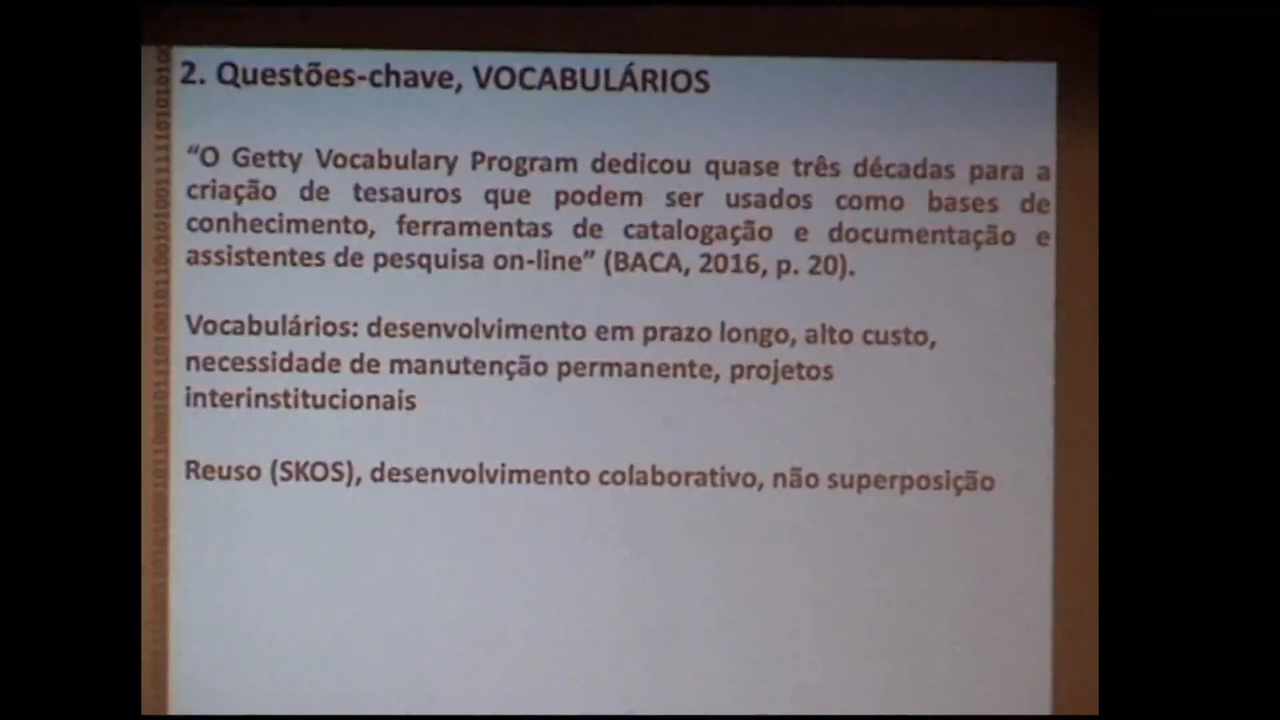 2. Questões-chave, VOCABULÁRIOS
“O Getty Vocabulary Program dedicou quase três décadas para a
criação de tesauros que podem ser usados como bases de
conhecimento, ferramentas de catalogação e documentação e
assistentes de pesquisa on-line” (BACA, 2016, p. 20).
Vocabulários: desenvolvimento em prazo longo, alto custo,
necessidade de manutenção permanente, projetos
interinstitucionais
Reuso (SKOS), desenvolvimento colaborativo, não superposição